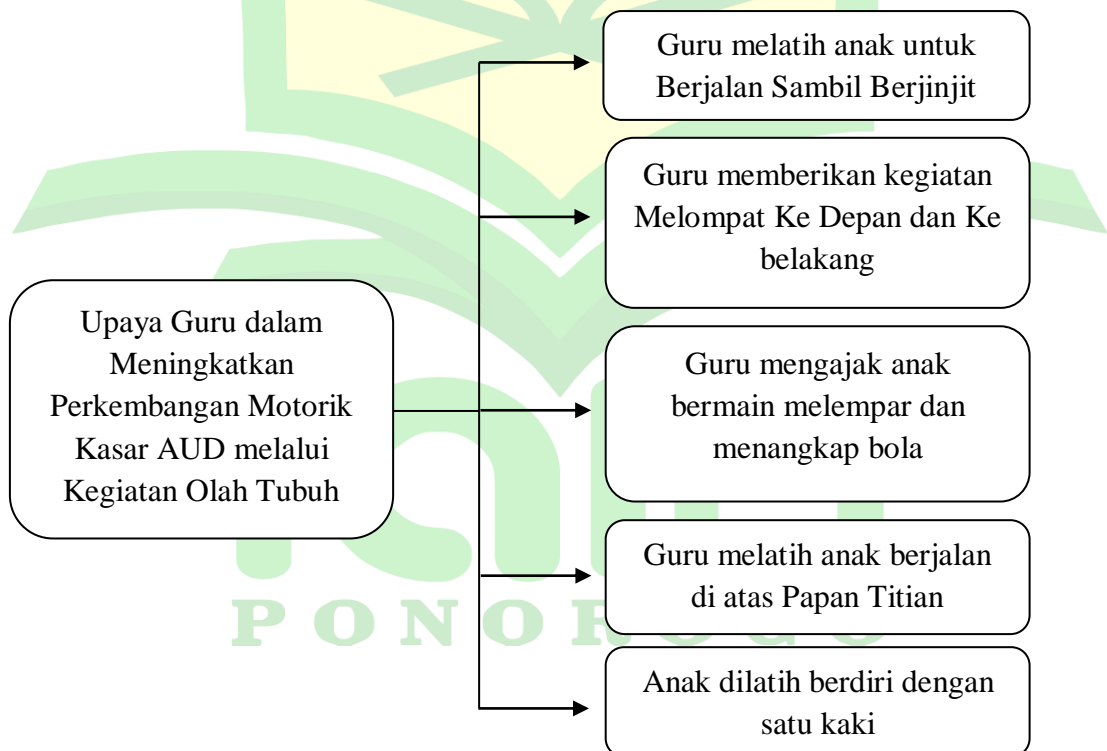 Guru melatih anak untuk
Berjalan Sambil Berjinjit
Guru memberikan kegiatan
Melompat Ke Depan dan Ke
belakang
Upaya Guru dalam
Meningkatkan
Perkembangan Motorik
Kasar AUD melalui
Kegiatan Olah Tubuh
Guru mengajak anak
bermain melempar dan
menangkap bola
Guru melatih anak berjalan
di atas Papan Titian
Anak dilatih berdiri dengan
satu kaki
PONOROGO